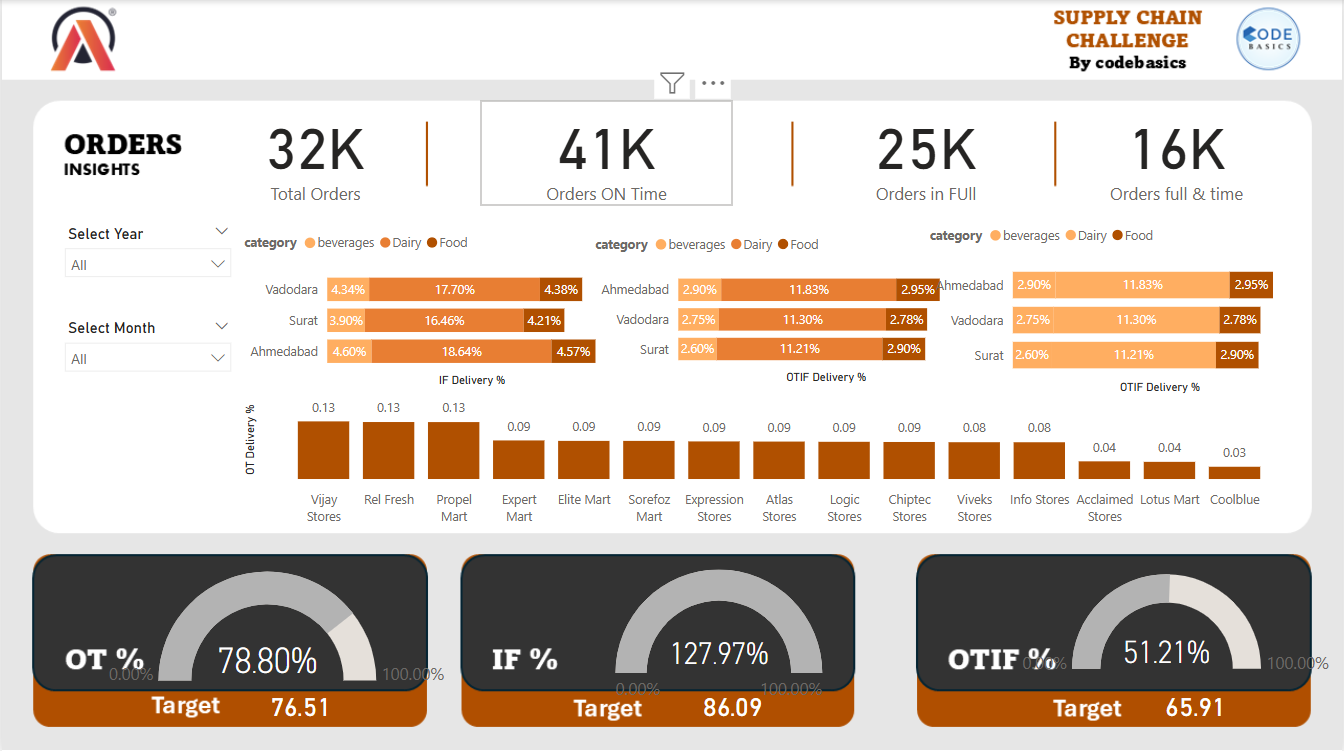 SUPPLY CHAIN
CHALLENGE
By codebasics
CODE
BASICS
®
ORDERS
INSIGHTS
32K
Total Orders
41K
Orders ON Time
25K
Orders in FUll
16K
Orders full & time
Select Year
All
Select Month
All
category beverages Dairy Food
Vadodara 4.34% 17.70% 4.38%
Surat 3.90% 16.46% 4.21%
Ahmedabad 4.60% 18.64% 4.57%
IF Delivery %
category beverages Dairy Food
Ahmedabad 2.90% 11.83% 2.95%
Vadodara 2.75% 11.30% 2.78%
Surat 2.60% 11.21% 2.90%
OTIF Delivery %
category beverages Dairy Food
Ahmedabad 2.90% 11.83% 2.95%
Vadodara 2.75% 11.30% 2.78%
Surat 2.60% 11.21% 2.90%
OTIF Delivery %
OT Delivery %
0.13 0.13 0.13 0.09 0.09 0.09 0.09 0.09 0.09 0.09 0.08 0.08 0.04 0.04 0.03
Vijay Rel Fresh Propel Expert Elite Mart Sorefoz Expression Atlas Logic Chiptec Viveks Info Stores Acclaimed Lotus Mart Coolblue
Stores Mart Mart Mart Stores Stores Stores Stores Stores Stores
OT %
78.80%
0.00% 100.00%
Target 76.51
IF %
127.97%
0.00% 100.00%
Target 86.09
OTIF %
51.21%
0.00% 100.00%
Target 65.91